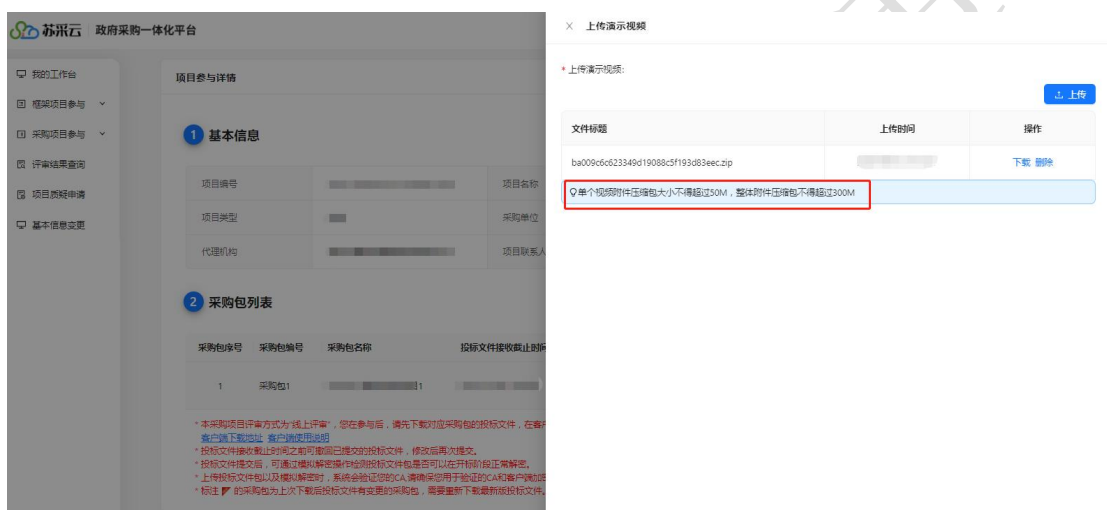 苏采云 政府采购一体化平台
我的工作台
框架项目参与
采购项目参与
评审结果查询
项目质疑申请
基本信息变更
项目参与详情
1 基本信息
项目编号 项目名称
项目类型 采购单位
代理机构 项目联系人
2 采购包列表
采购包序号 采购包编号 采购包名称 投标文件接收截止时间
1 采购包1 1
* 本采购项目评审方式为“线上评审”，您在参与后，请先下载对应采购包的投标文件，在客户
客户端下载地址 客户端使用说明
* 投标文件接收截止时间之前可撤回已提交的投标文件，修改后再次提交。
* 投标文件提交后，可通过模拟解密操作检测投标文件包是否可以在开标阶段正常解密。
* 上传投标文件包以及模拟解密时，系统会验证您的CA,请确保您用于验证的CA和客户端加密
* 标注 的采购包为上次下载后投标文件有变更的采购包，需要重新下载最新版投标文件。
× 上传演示视频
* 上传演示视频:
上传
文件标题 上传时间 操作
ba009c6c623349d19088c5f193d83eec.zip 下载 删除
单个视频附件压缩包大小不得超过50M，整体附件压缩包不得超过300M